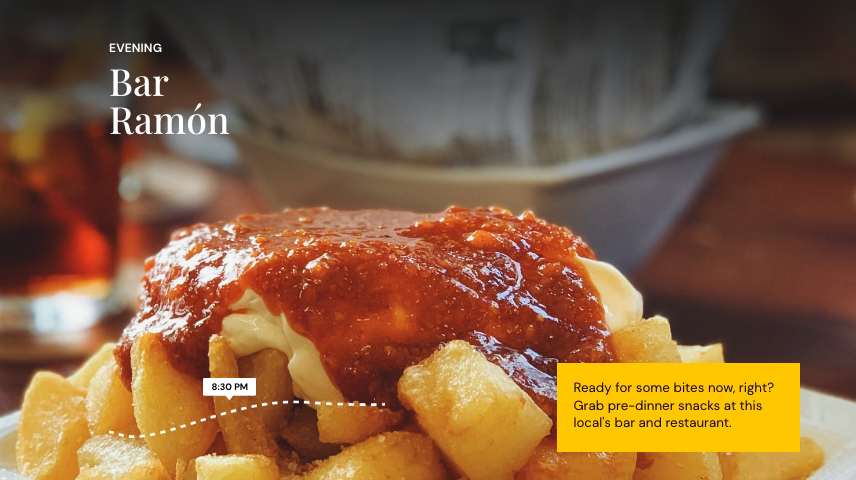 EVENING
Bar
Ramón
8:30 PM
Ready for some bites now, right?
Grab pre-dinner snacks at this
local's bar and restaurant.